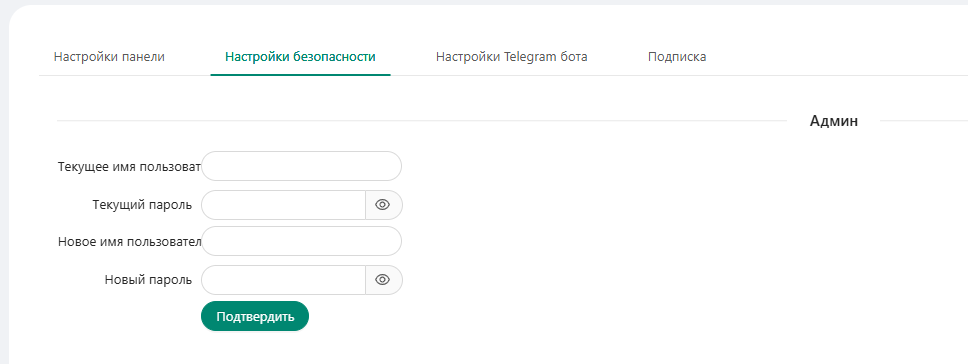 Настройки панели Настройки безопасности Настройки Telegram бота Подписка
Админ
Текущее имя пользоват
Текущий пароль
Новое имя пользовател
Новый пароль
Подтвердить